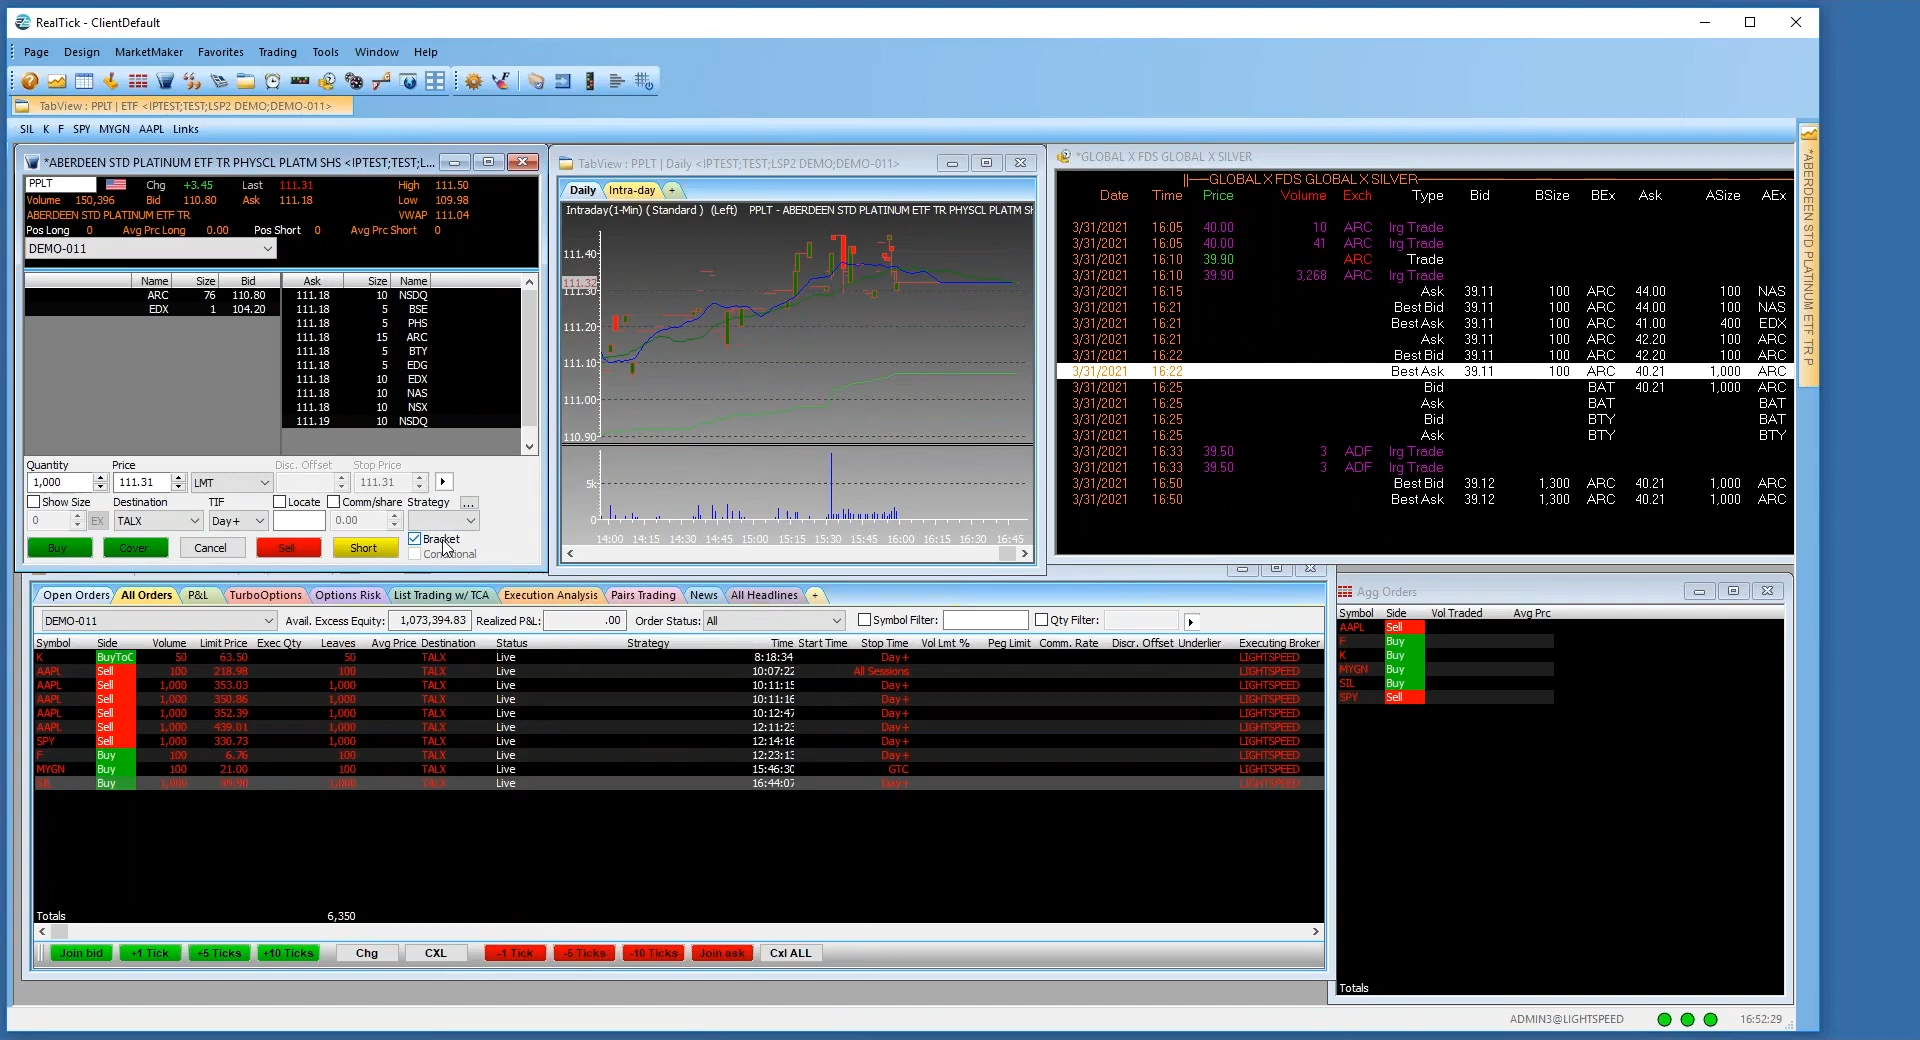 RealTick - ClientDefault
Page Design MarketMaker Favorites Trading Tools Window Help
TabView : PPLT | ETF <IPTEST;TEST;LSP2 DEMO;DEMO-011>
SIL K F SPY MYGN AAPL Links
*ABERDEEN STD PLATINUM ETF TR PHYSCL PLATM SHS <IPTEST;TEST;L...
PPLT Chg +3.45 Last 111.31 High 111.50
Volume 150,396 Bid 110.80 Ask 111.18 Low 109.98
ABERDEEN STD PLATINUM ETF TR VWAP 111.04
Pos Long 0 Avg Prc Long 0.00 Pos Short 0 Avg Prc Short 0
DEMO-011
Name Size Bid Ask Size Name
ARC 76 110.80 111.18 10 NSDQ
EDX 1 104.20 111.18 5 BSE
111.18 5 PHS
111.18 15 ARC
111.18 5 BTY
111.18 5 EDG
111.18 10 EDX
111.18 10 NAS
111.18 10 NSX
111.19 10 NSDQ
Quantity Price Disc. Offset Stop Price
1,000 111.31 LMT 111.31
Show Size Destination TIF Locate Comm/share Strategy ...
0 EX TALX Day+ 0.00
Bracket
Buy Cover Cancel Sell Short
TabView : PPLT | Daily <IPTEST;TEST;LSP2 DEMO;DEMO-011>
Daily Intra-day +
Intraday(1-Min) ( Standard ) (Left) PPLT - ABERDEEN STD PLATINUM ETF TR PHYSCL PLATM SH
111.40
111.32
111.30
111.20
111.10
111.00
110.90
5k
0
14:00 14:15 14:30 14:45 15:00 15:15 15:30 15:45 16:00 16:15 16:30 16:45
*GLOBAL X FDS GLOBAL X SILVER
GLOBAL X FDS GLOBAL X SILVER
Date Time Price Volume Exch Type Bid BSize BEx Ask ASize AEx
3/31/2021 16:05 40.00 10 ARC Irg Trade
3/31/2021 16:05 40.00 41 ARC Irg Trade
3/31/2021 16:10 39.90 ARC Trade
3/31/2021 16:10 39.90 3,268 ARC Irg Trade
3/31/2021 16:15 Ask 39.11 100 ARC 44.00 100 NAS
3/31/2021 16:21 Best Bid 39.11 100 ARC 44.00 100 NAS
3/31/2021 16:21 Best Ask 39.11 100 ARC 41.00 400 EDX
3/31/2021 16:21 Ask 39.11 100 ARC 42.20 100 ARC
3/31/2021 16:22 Best Bid 39.11 100 ARC 42.20 100 ARC
3/31/2021 16:22 Best Ask 39.11 100 ARC 40.21 1,000 ARC
3/31/2021 16:25 Bid BAT 40.21 1,000 ARC
3/31/2021 16:25 Ask BAT BAT
3/31/2021 16:25 Bid BTY BAT
3/31/2021 16:25 Ask BTY BTY
3/31/2021 16:33 39.50 3 ADF Irg Trade
3/31/2021 16:33 39.50 3 ADF Irg Trade
3/31/2021 16:50 Best Bid 39.12 1,300 ARC 40.21 1,000 ARC
3/31/2021 16:50 Best Ask 39.12 1,300 ARC 40.21 1,000 ARC
*ABERDEEN STD PLATINUM ETF TR P
Open Orders All Orders P&L TurboOptions Options Risk List Trading w/ TCA Execution Analysis Pairs Trading News All Headlines +
DEMO-011 Avail. Excess Equity: 1,073,394.83 Realized P&L: .00 Order Status: All Symbol Filter: Qty Filter:
Symbol Side Volume Limit Price Exec Qty Leaves Avg Price Destination Status Strategy Time Start Time Stop Time Vol Lmt % Peg Limit Comm. Rate Discr. Offset Underlier Executing Broker
K BuyToC 50 63.50 50 TALX Live 8:18:34 Day+ LIGHTSPEED
AAPL Sell 100 218.98 100 TALX Live 10:07:22 All Sessions LIGHTSPEED
AAPL Sell 1,000 353.03 1,000 TALX Live 10:11:15 Day+ LIGHTSPEED
AAPL Sell 1,000 350.86 1,000 TALX Live 10:11:16 Day+ LIGHTSPEED
AAPL Sell 1,000 352.39 1,000 TALX Live 10:12:47 Day+ LIGHTSPEED
AAPL Sell 1,000 439.01 1,000 TALX Live 12:11:23 Day+ LIGHTSPEED
SPY Sell 1,000 330.73 1,000 TALX Live 12:14:16 Day+ LIGHTSPEED
F Buy 100 6.76 100 TALX Live 12:23:13 Day+ LIGHTSPEED
MYGN Buy 100 21.00 100 TALX Live 15:46:30 GTC LIGHTSPEED
SIL Buy 1,000 39.90 1,000 TALX Live 16:44:07 Day+ LIGHTSPEED
Totals 6,350
Join bid +1 Tick +5 Ticks +10 Ticks Chg CXL -1 Tick -5 Ticks -10 Ticks Join ask Cxl ALL
Agg Orders
Symbol Side Vol Traded Avg Prc
AAPL Sell
F Buy
K Buy
MYGN Buy
SIL Buy
SPY Sell
Totals
ADMIN3@LIGHTSPEED 16:52:29